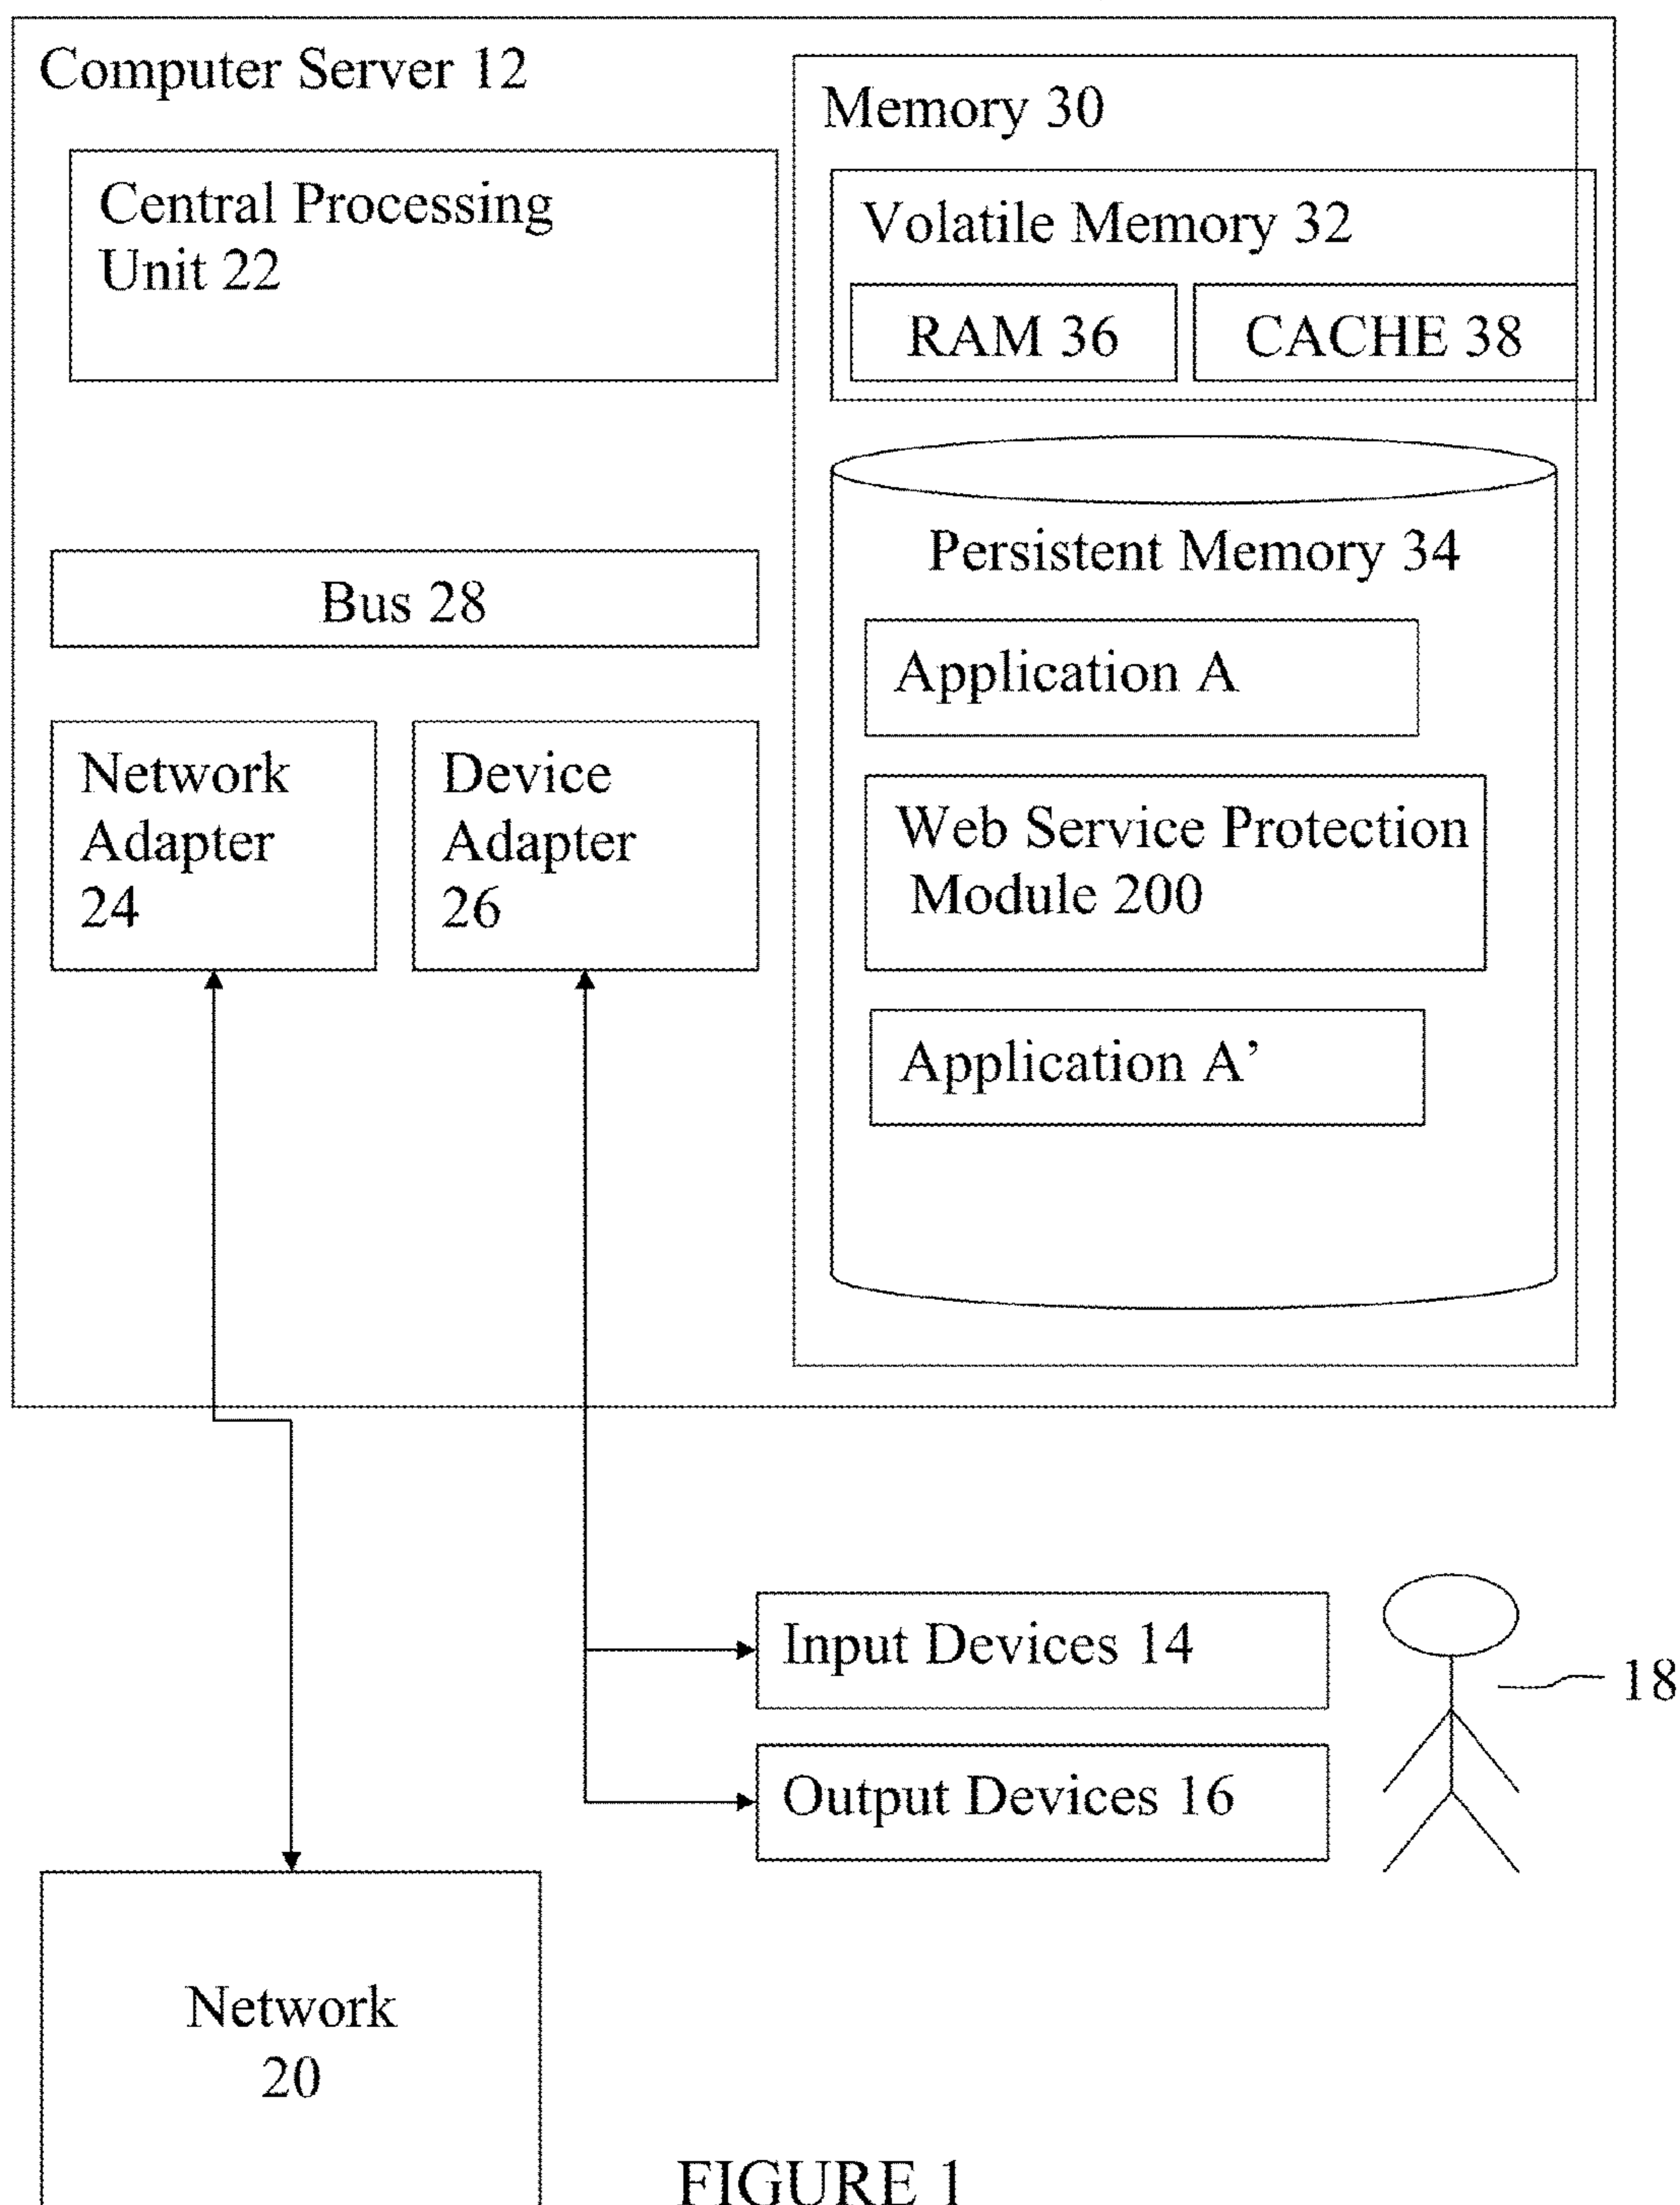 Computer Server 12
Central Processing
Unit 22
Bus 28
Network
Adapter
24
Device
Adapter
26
Memory 30
Volatile Memory 32
RAM 36
CACHE 38
Persistent Memory 34
Application A
Web Service Protection
Module 200
Application A’
Input Devices 14
Output Devices 16
18
Network
20
FIGURE 1